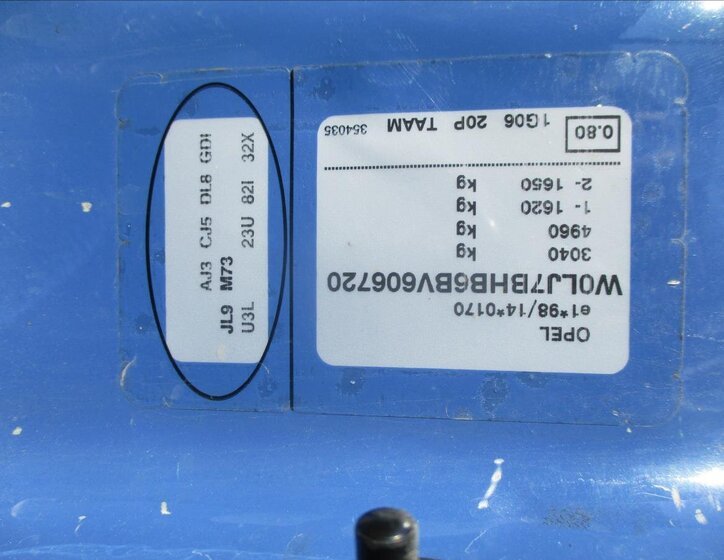 OPEL
e1*98/14*0170
W0LJ7BHB6BV606720
3040 kg
4960 kg
1- 1620 kg
2- 1650 kg
0.80 1G06 20P TAAM 354035
AJ3 CJ5 DL8 GDI
JL9 M73
U3L 23U 82I 32X